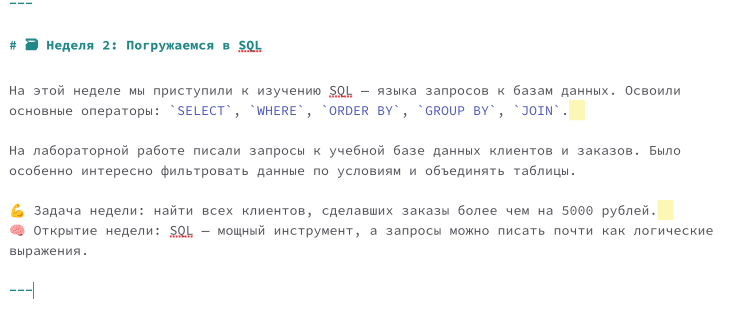 ---
# 🗃️ Неделя 2: Погружаемся в SQL
На этой неделе мы приступили к изучению SQL — языка запросов к базам данных. Освоили
основные операторы: `SELECT`, `WHERE`, `ORDER BY`, `GROUP BY`, `JOIN`.
На лабораторной работе писали запросы к учебной базе данных клиентов и заказов. Было
особенно интересно фильтровать данные по условиям и объединять таблицы.
💪 Задача недели: найти всех клиентов, сделавших заказы более чем на 5000 рублей.
🧠 Открытие недели: SQL — мощный инструмент, а запросы можно писать почти как логические
выражения.
---